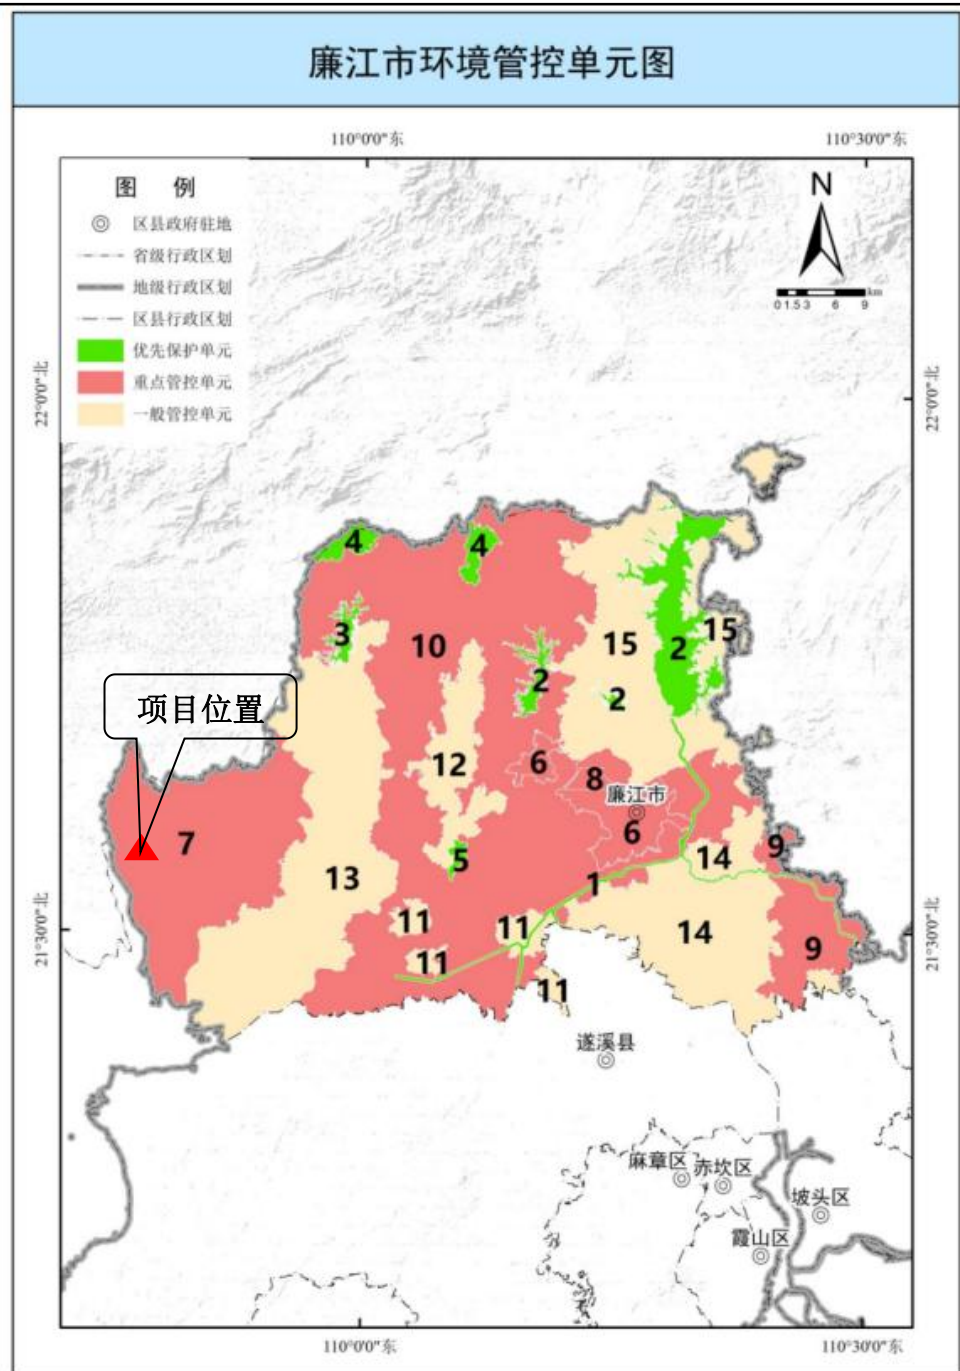 廉江市环境管控单元图
110°0'0"东
110°30'0"东
图 例
区县政府驻地
省级行政区划
地级行政区划
区县行政区划
优先保护单元
重点管控单元
一般管控单元
N
0 1.5 3 6 9 km
22°0'0"北
22°0'0"北
4
4
3
10
15
2
15
2
2
项目位置
12
6
8
廉江市
6
7
5
13
14
9
1
11
11
14
9
11
11
21°30'0"北
21°30'0"北
遂溪县
麻章区
赤坎区
坡头区
霞山区
110°0'0"东
110°30'0"东